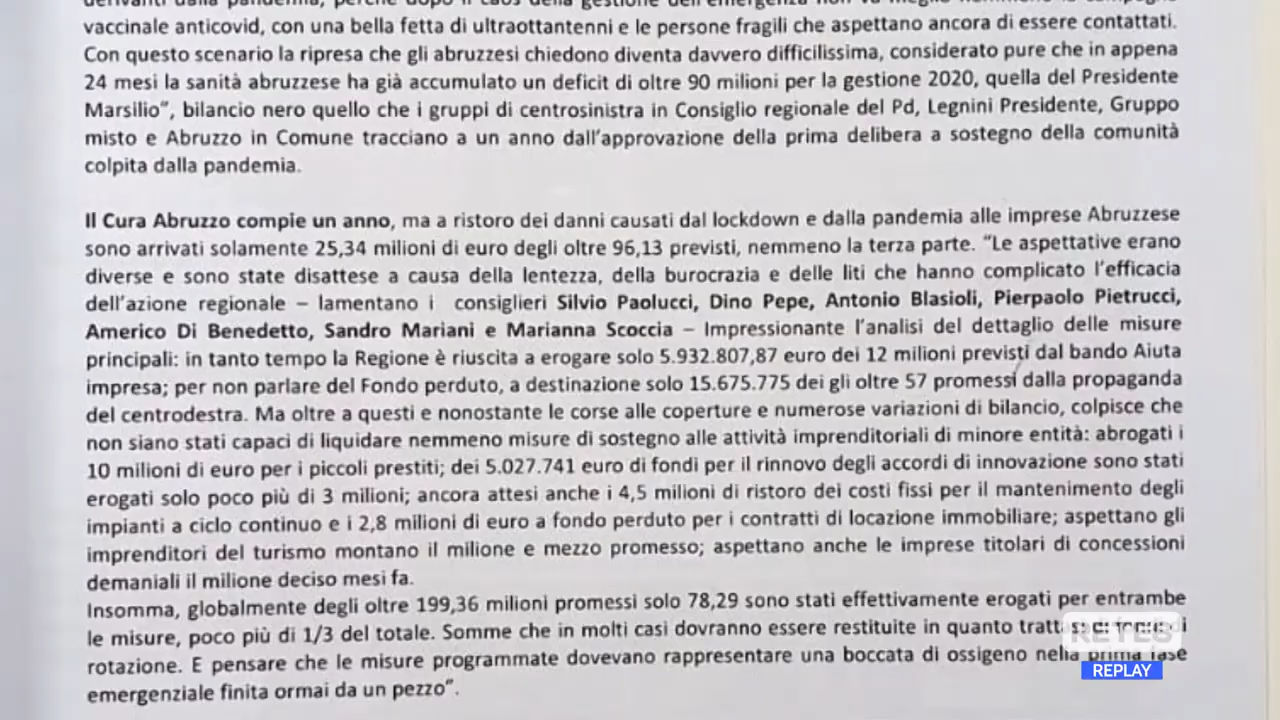 derivanti dalla pandemia, perché dopo il caos della gestione dell'emergenza non va meglio nemmeno la campagna
vaccinale anticovid, con una bella fetta di ultraottantenni e le persone fragili che aspettano ancora di essere contattati.
Con questo scenario la ripresa che gli abruzzesi chiedono diventa davvero difficilissima, considerato pure che in appena
24 mesi la sanità abruzzese ha già accumulato un deficit di oltre 90 milioni per la gestione 2020, quella del Presidente
Marsilio”, bilancio nero quello che i gruppi di centrosinistra in Consiglio regionale del Pd, Legnini Presidente, Gruppo
misto e Abruzzo in Comune tracciano a un anno dall’approvazione della prima delibera a sostegno della comunità
colpita dalla pandemia.
Il Cura Abruzzo compie un anno, ma a ristoro dei danni causati dal lockdown e dalla pandemia alle imprese Abruzzese
sono arrivati solamente 25,34 milioni di euro degli oltre 96,13 previsti, nemmeno la terza parte. “Le aspettative erano
diverse e sono state disattese a causa della lentezza, della burocrazia e delle liti che hanno complicato l’efficacia
dell’azione regionale – lamentano i consiglieri Silvio Paolucci, Dino Pepe, Antonio Blasioli, Pierpaolo Pietrucci,
Americo Di Benedetto, Sandro Mariani e Marianna Scoccia – Impressionante l’analisi del dettaglio delle misure
principali: in tanto tempo la Regione è riuscita a erogare solo 5.932.807,87 euro dei 12 milioni previsti dal bando Aiuta
impresa; per non parlare del Fondo perduto, a destinazione solo 15.675.775 dei gli oltre 57 promessi dalla propaganda
del centrodestra. Ma oltre a questi e nonostante le corse alle coperture e numerose variazioni di bilancio, colpisce che
non siano stati capaci di liquidare nemmeno misure di sostegno alle attività imprenditoriali di minore entità: abrogati i
10 milioni di euro per i piccoli prestiti; dei 5.027.741 euro di fondi per il rinnovo degli accordi di innovazione sono stati
erogati solo poco più di 3 milioni; ancora attesi anche i 4,5 milioni di ristoro dei costi fissi per il mantenimento degli
impianti a ciclo continuo e i 2,8 milioni di euro a fondo perduto per i contratti di locazione immobiliare; aspettano gli
imprenditori del turismo montano il milione e mezzo promesso; aspettano anche le imprese titolari di concessioni
demaniali il milione deciso mesi fa.
Insomma, globalmente degli oltre 199,36 milioni promessi solo 78,29 sono stati effettivamente erogati per entrambe
le misure, poco più di 1/3 del totale. Somme che in molti casi dovranno essere restituite in quanto
rotazione. E pensare che le misure programmate dovevano rappresentare una boccata di ossigeno nella prima fase
emergenziale finita ormai da un pezzo”.
RETE8
REPLAY